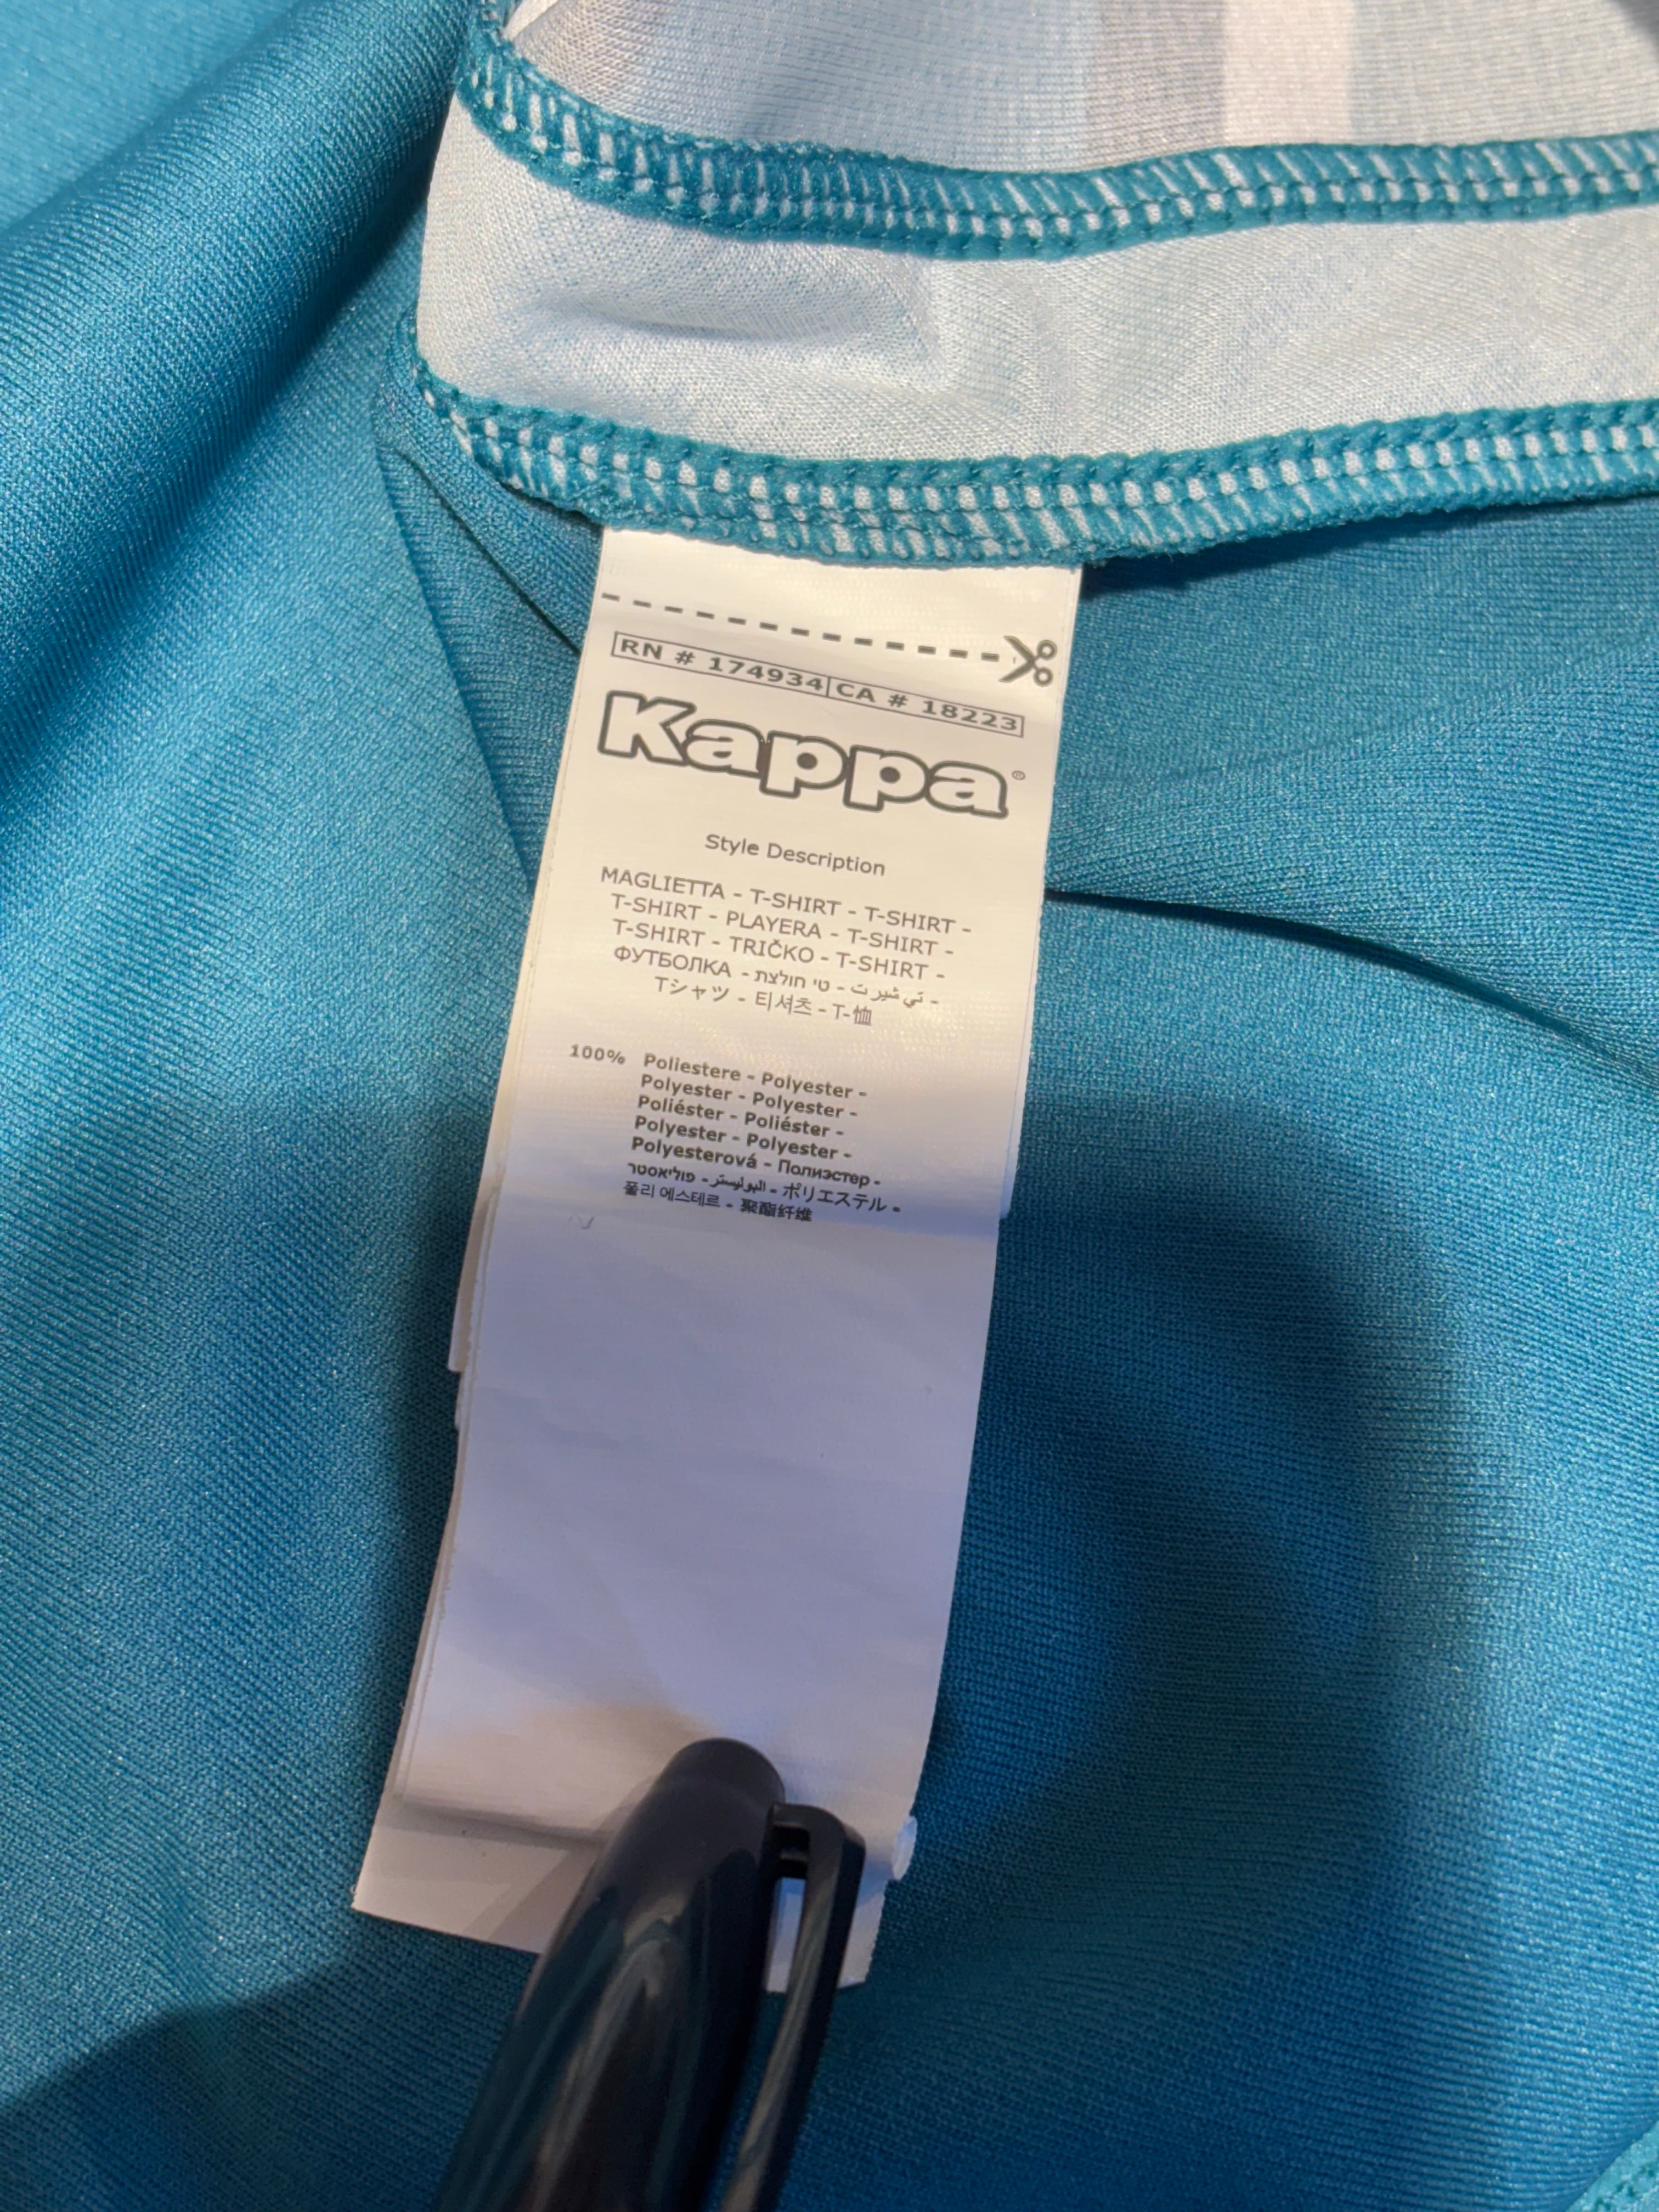 RN # 174934 CA # 18223
Kappa®
Style Description
MAGLIETTA - T-SHIRT - T-SHIRT -
T-SHIRT - PLAYERA - T-SHIRT -
T-SHIRT - TRIČKO - T-SHIRT -
ФУТБОЛКА - טי חולצת - تي شيرت -
Tシャツ - 티셔츠 - T-恤
100% Poliestere - Polyester -
Polyester - Polyester -
Poliéster - Poliéster -
Polyester - Polyester -
Polyesterová - Полиэстер -
פוליאסטר - البوليستر - ポリエステル -
폴리 에스테르 - 聚酯纤维